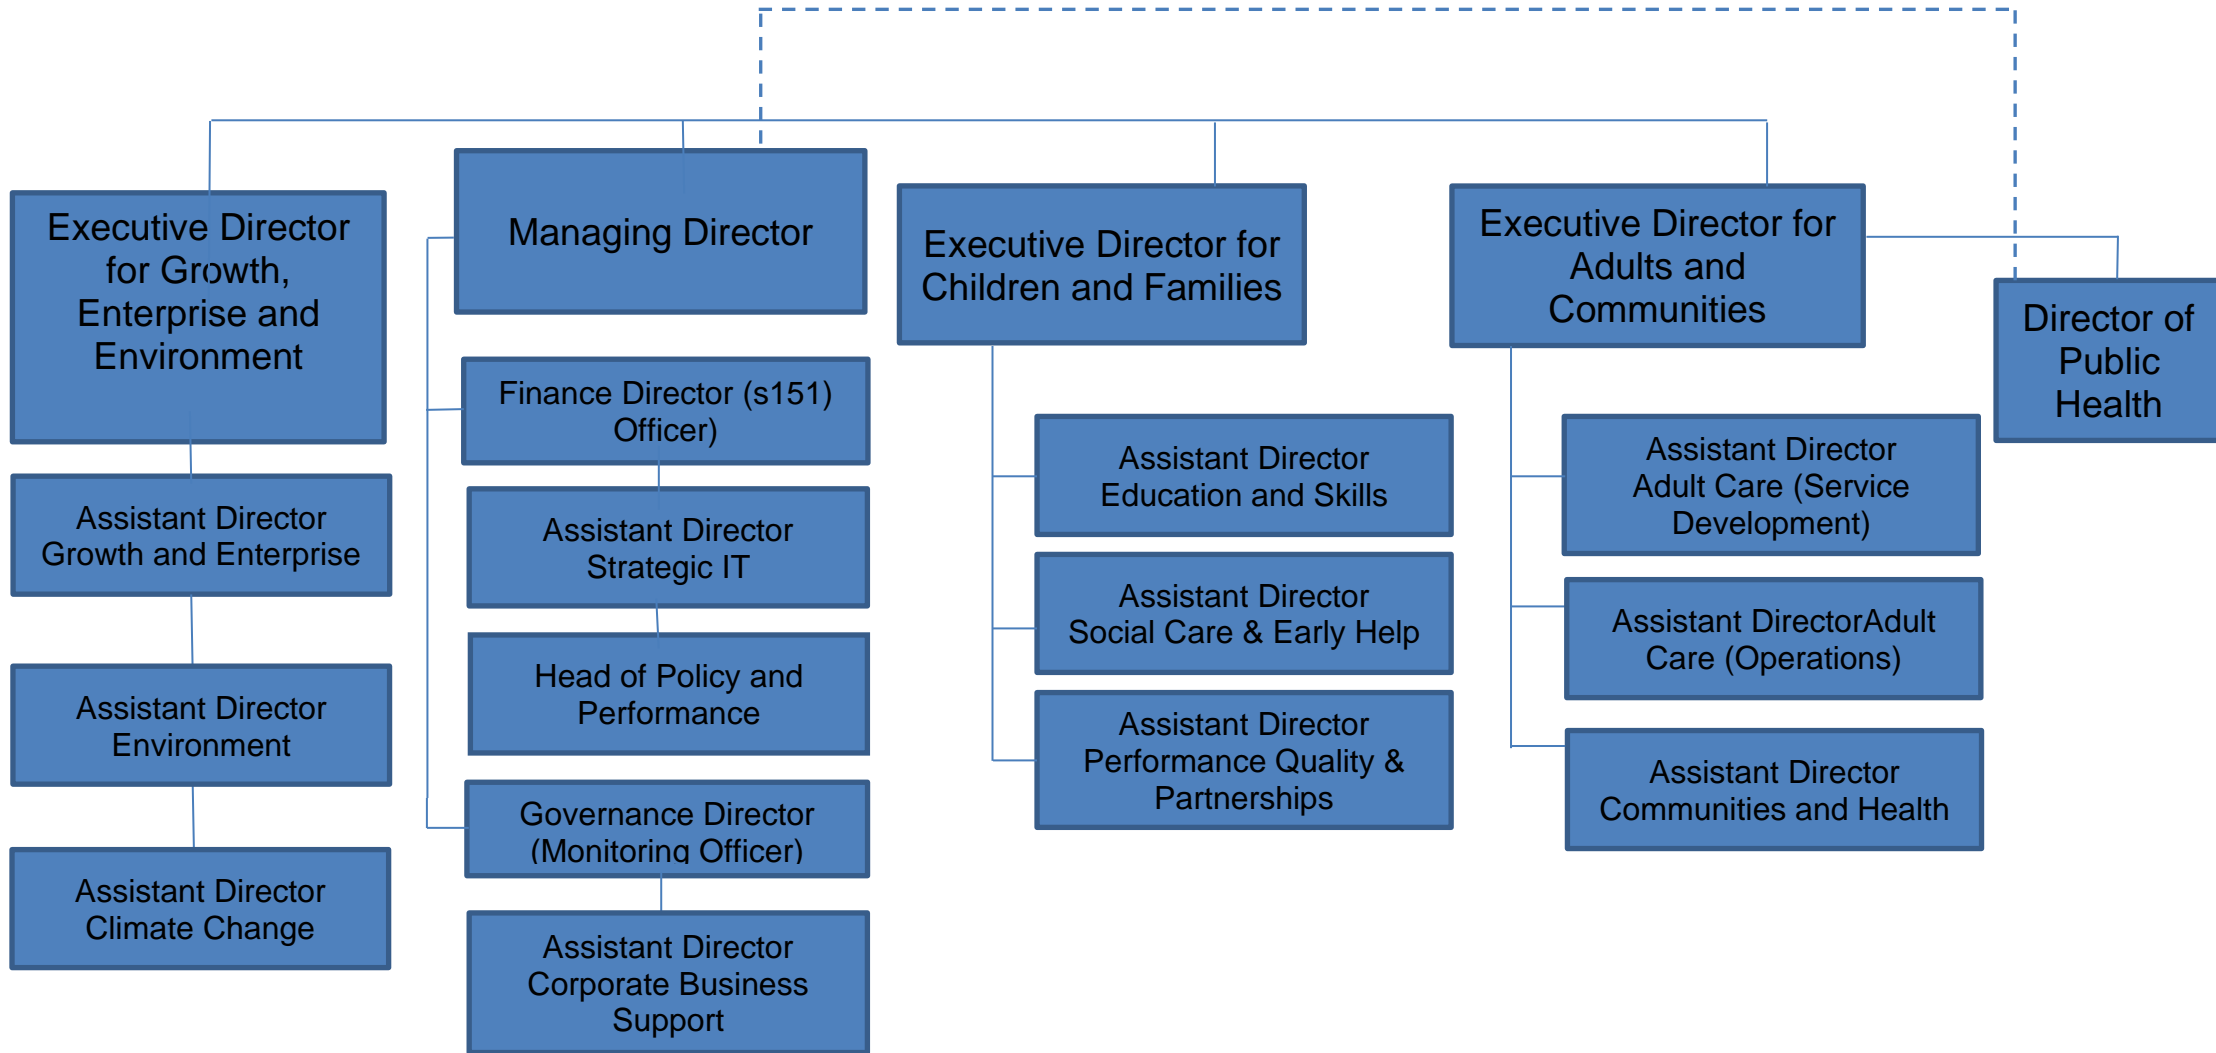 Executive Director
for Growth,
Enterprise and
Environment
Assistant Director
Growth and Enterprise
Assistant Director
Environment
Assistant Director
Climate Change
Managing Director
Finance Director (s151)
Officer)
Assistant Director
Strategic IT
Head of Policy and
Performance
Governance Director
(Monitoring Officer)
Assistant Director
Corporate Business
Support
Executive Director for
Children and Families
Assistant Director
Education and Skills
Assistant Director
Social Care & Early Help
Assistant Director
Performance Quality &
Partnerships
Executive Director for
Adults and
Communities
Assistant Director
Adult Care (Service
Development)
Assistant DirectorAdult
Care (Operations)
Assistant Director
Communities and Health
Director of
Public
Health